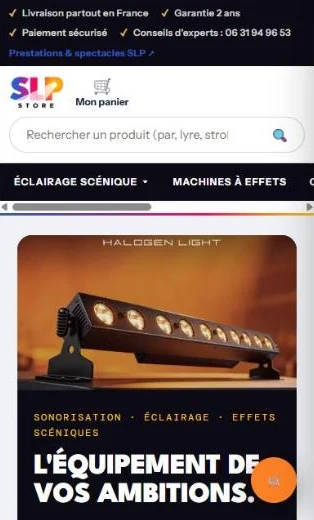 ✓ Livraison partout en France ✓ Garantie 2 ans
✓ Paiement sécurisé ✓ Conseils d'experts : 06 31 94 96 53
Prestations & spectacles SLP ↗
SLP
STORE
Mon panier
Rechercher un produit (par, lyre, strol
ÉCLAIRAGE SCÉNIQUE MACHINES À EFFETS
HALOGEN LIGHT
SONORISATION · ÉCLAIRAGE · EFFETS
SCÉNIQUES
L'ÉQUIPEMENT DE
VOS AMBITIONS.